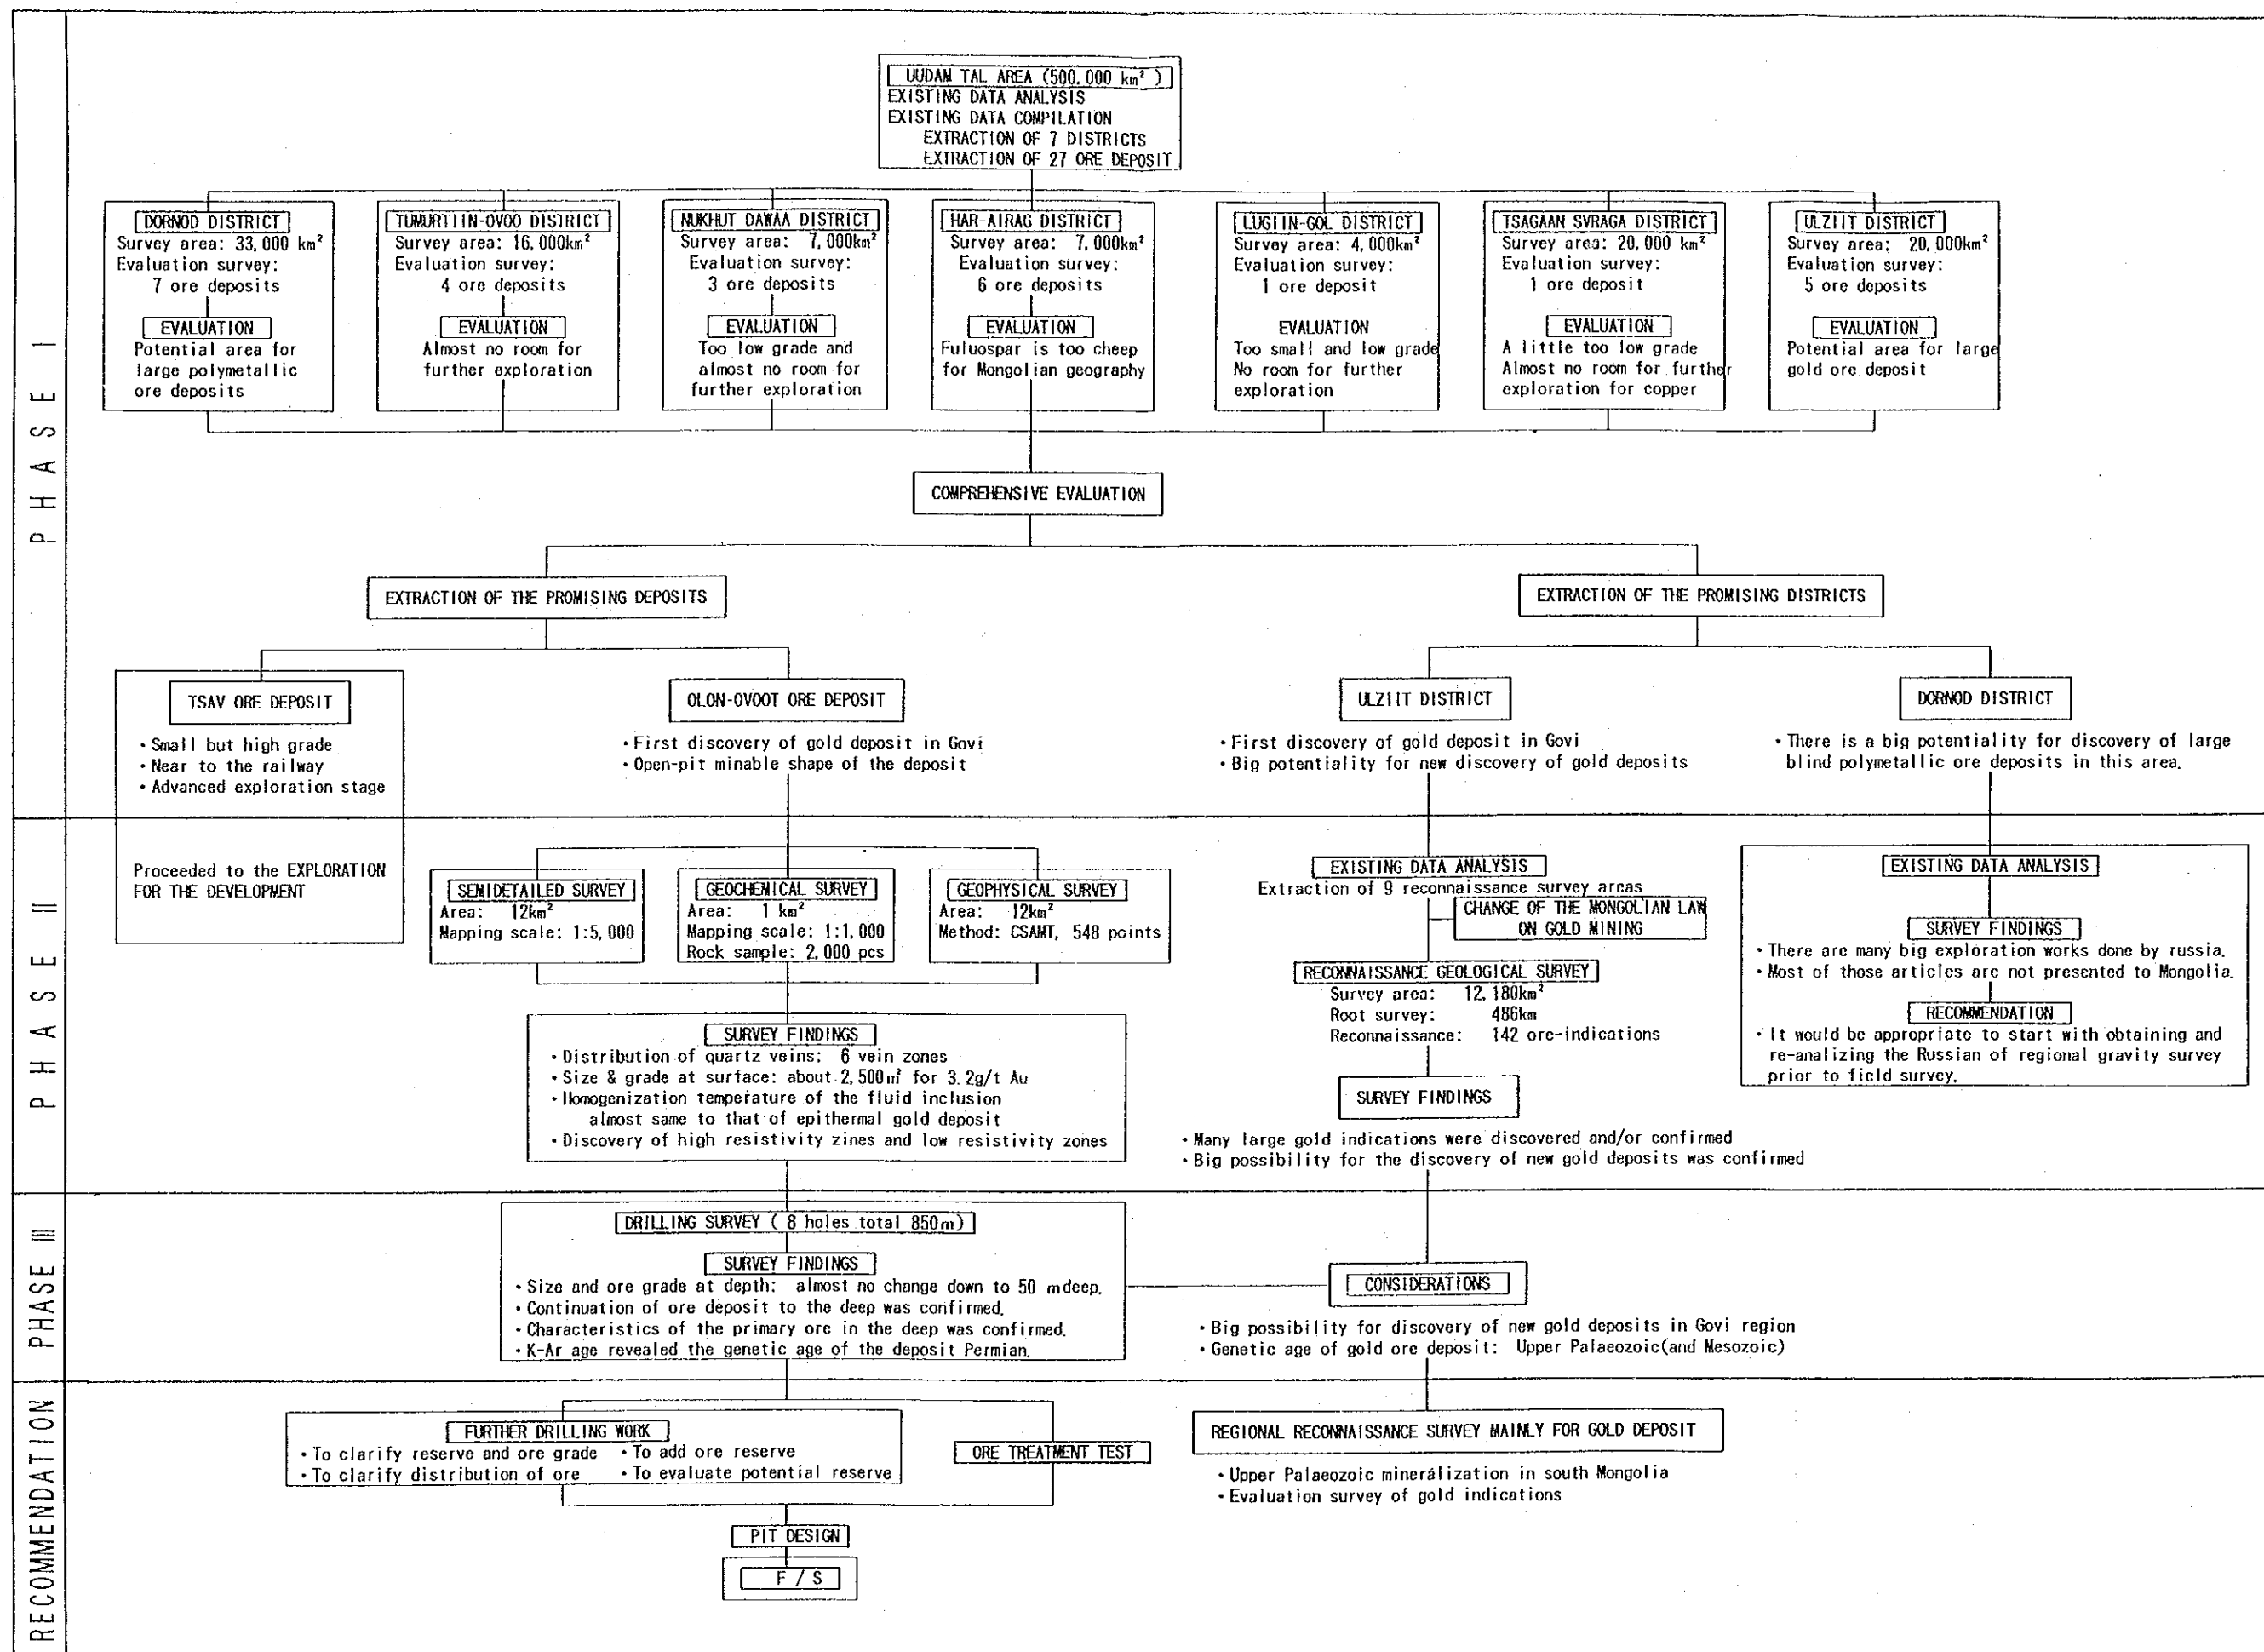 UUDAM TAL AREA (500,000 km²)
EXISTING DATA ANALYSIS
EXISTING DATA COMPILATION
EXTRACTION OF 7 DISTRICTS
EXTRACTION OF 27 ORE DEPOSIT
PHASE I
DORNOD DISTRICT
Survey area: 33,000 km²
Evaluation survey:
7 ore deposits
EVALUATION
Potential area for
large polymetallic
ore deposits
TUMURTIIN-OVOO DISTRICT
Survey area: 16,000km²
Evaluation survey:
4 ore deposits
EVALUATION
Almost no room for
further exploration
NUKHUT DAWAA DISTRICT
Survey area: 7,000km²
Evaluation survey:
3 ore deposits
EVALUATION
Too low grade and
almost no room for
further exploration
HAR-AIRAG DISTRICT
Survey area: 7,000km²
Evaluation survey:
6 ore deposits
EVALUATION
Fuluospar is too cheep
for Mongolian geography
LUGIIN-GOL DISTRICT
Survey area: 4,000km²
Evaluation survey:
1 ore deposit
EVALUATION
Too small and low grade
No room for further
exploration
TSAGAAN SVRAGA DISTRICT
Survey area: 20,000 km²
Evaluation survey:
1 ore deposit
EVALUATION
A little too low grade
Almost no room for further
exploration for copper
ULZIIT DISTRICT
Survey area: 20,000km²
Evaluation survey:
5 ore deposits
EVALUATION
Potential area for large
gold ore deposit
COMPREHENSIVE EVALUATION
EXTRACTION OF THE PROMISING DEPOSITS
EXTRACTION OF THE PROMISING DISTRICTS
TSAV ORE DEPOSIT
・Small but high grade
・Near to the railway
・Advanced exploration stage
OLON-OVOOT ORE DEPOSIT
・First discovery of gold deposit in Govi
・Open-pit minable shape of the deposit
ULZIIT DISTRICT
・First discovery of gold deposit in Govi
・Big potentiality for new discovery of gold deposits
DORNOD DISTRICT
・There is a big potentiality for discovery of large
blind polymetallic ore deposits in this area.
PHASE II
Proceeded to the EXPLORATION
FOR THE DEVELOPMENT
SEMIDETAILED SURVEY
Area: 12km²
Mapping scale: 1:5,000
GEOCHEMICAL SURVEY
Area: 1 km²
Mapping scale: 1:1,000
Rock sample: 2,000 pcs
GEOPHYSICAL SURVEY
Area: 12km²
Method: CSAMT, 548 points
SURVEY FINDINGS
・Distribution of quartz veins: 6 vein zones
・Size & grade at surface: about 2,500㎡ for 3.2g/t Au
・Homogenization temperature of the fluid inclusion
almost same to that of epithermal gold deposit
・Discovery of high resistivity zines and low resistivity zones
EXISTING DATA ANALYSIS
Extraction of 9 reconnaissance survey areas
CHANGE OF THE MONGOLIAN LAW
ON GOLD MINING
RECONNAISSANCE GEOLOGICAL SURVEY
Survey area: 12,180km²
Root survey: 486km
Reconnaissance: 142 ore-indications
SURVEY FINDINGS
・Many large gold indications were discovered and/or confirmed
・Big possibility for the discovery of new gold deposits was confirmed
EXISTING DATA ANALYSIS
SURVEY FINDINGS
・There are many big exploration works done by russia.
・Most of those articles are not presented to Mongolia.
RECOMMENDATION
・It would be appropriate to start with obtaining and
re-analizing the Russian of regional gravity survey
prior to field survey.
PHASE III
DRILLING SURVEY ( 8 holes total 850m)
SURVEY FINDINGS
・Size and ore grade at depth: almost no change down to 50 mdeep.
・Continuation of ore deposit to the deep was confirmed.
・Characteristics of the primary ore in the deep was confirmed.
・K-Ar age revealed the genetic age of the deposit Permian.
CONSIDERATIONS
・Big possibility for discovery of new gold deposits in Govi region
・Genetic age of gold ore deposit: Upper Palaeozoic(and Mesozoic)
RECOMMENDATION
FURTHER DRILLING WORK
・To clarify reserve and ore grade ・To add ore reserve
・To clarify distribution of ore ・To evaluate potential reserve
ORE TREATMENT TEST
PIT DESIGN
F / S
REGIONAL RECONNAISSANCE SURVEY MAINLY FOR GOLD DEPOSIT
・Upper Palaeozoic mineralization in south Mongolia
・Evaluation survey of gold indications